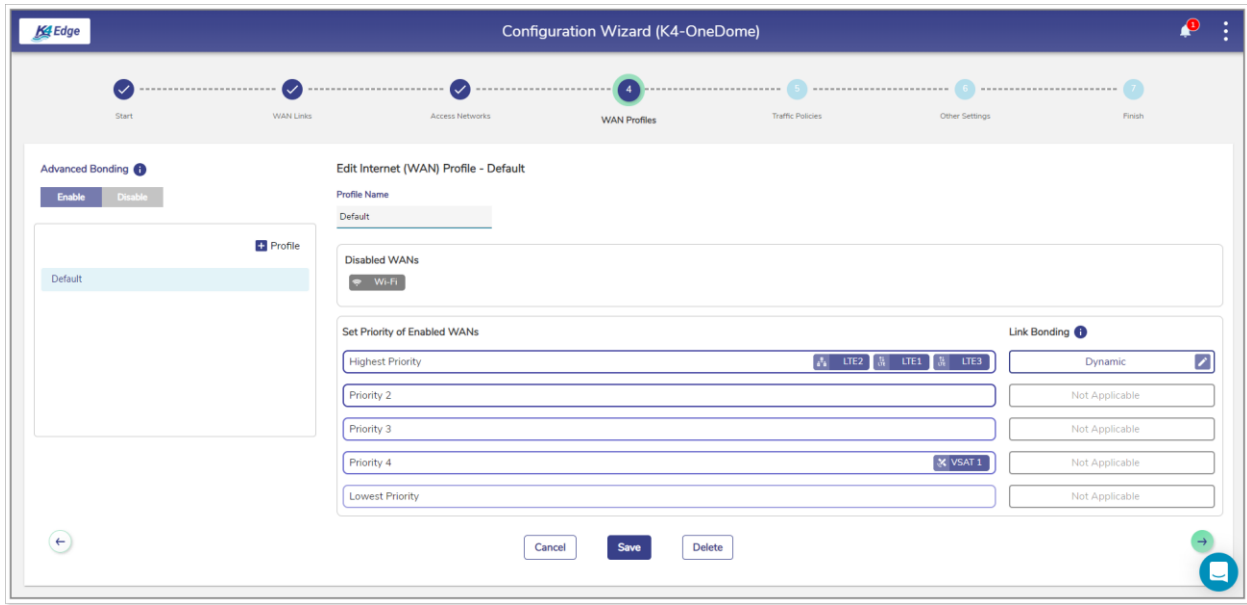 K4 Edge
Configuration Wizard (K4-OneDome)
1
4
5
6
7
Start
WAN Links
Access Networks
WAN Profiles
Traffic Policies
Other Settings
Finish
Advanced Bonding i
Enable Disable
+ Profile
Default
Edit Internet (WAN) Profile - Default
Profile Name
Default
Disabled WANs
Wi-Fi
Set Priority of Enabled WANs
Link Bonding i
Highest Priority LTE2 LTE1 LTE3 Dynamic
Priority 2 Not Applicable
Priority 3 Not Applicable
Priority 4 VSAT 1 Not Applicable
Lowest Priority Not Applicable
Cancel Save Delete